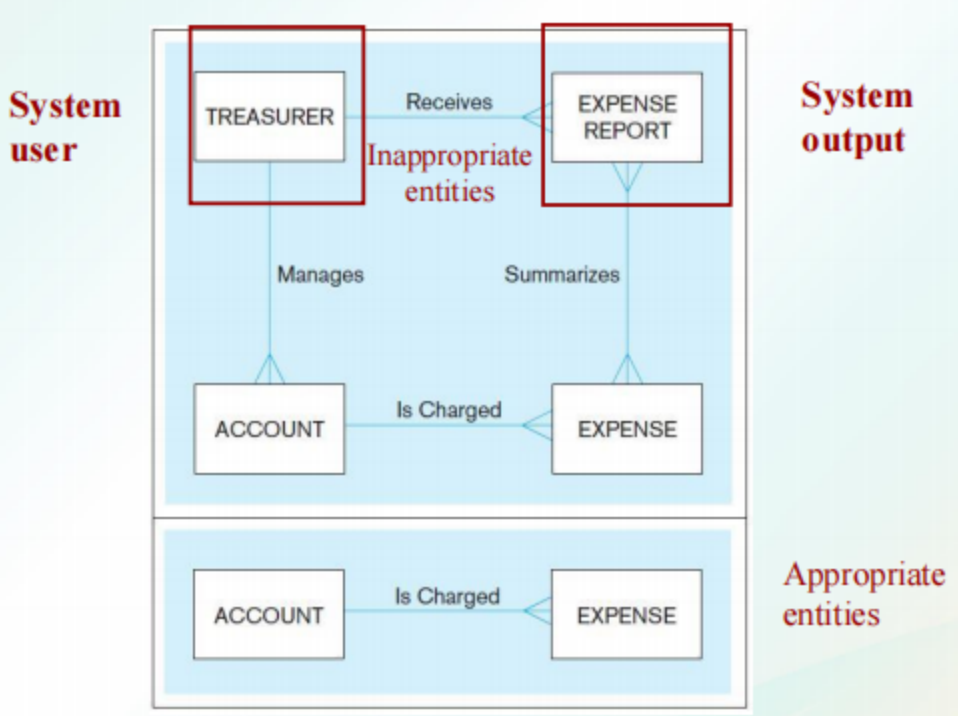 System
user
TREASURER
Receives
EXPENSE
REPORT
System
output
Inappropriate
entities
Manages
Summarizes
ACCOUNT
Is Charged
EXPENSE
ACCOUNT
Is Charged
EXPENSE
Appropriate
entities